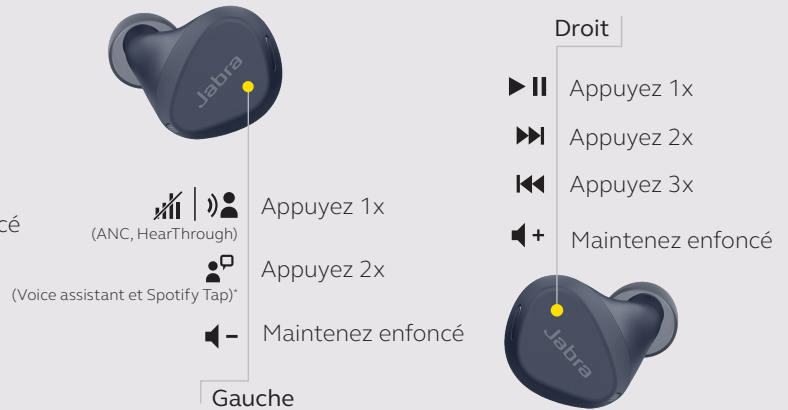 Jabra
Droit
Appuyez 1x
Appuyez 2x
Appuyez 3x
+ Maintenez enfoncé
cé
Appuyez 1x
(ANC, HearThrough)
Appuyez 2x
(Voice assistant et Spotify Tap)*
- Maintenez enfoncé
Gauche
Jabra